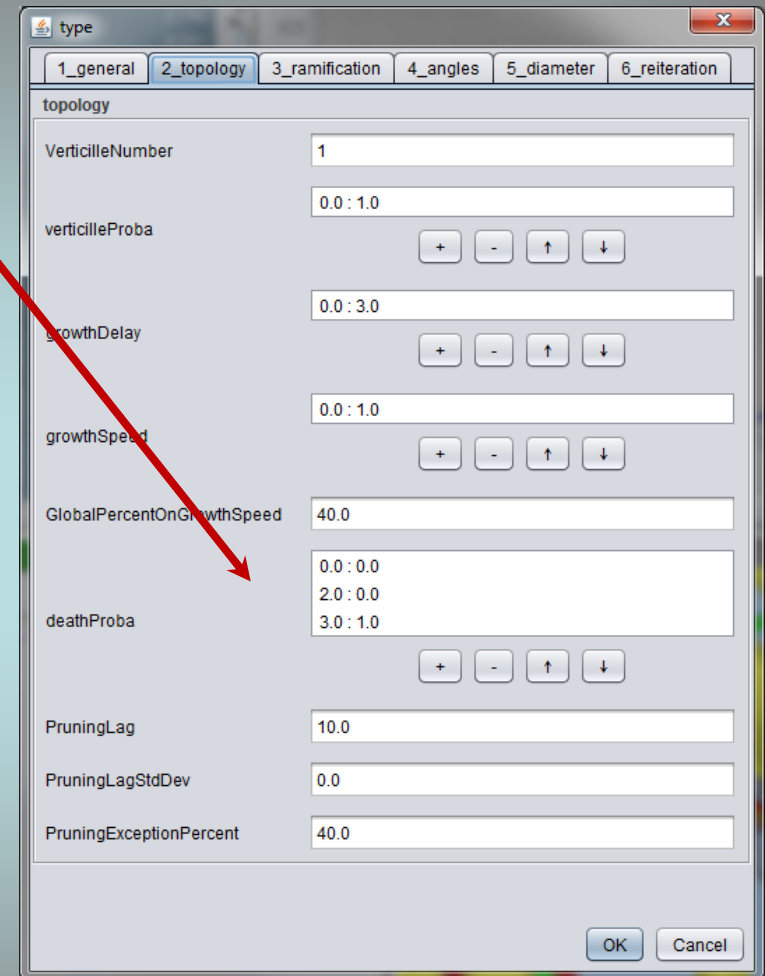 type
1_general 2_topology 3_ramification 4_angles 5_diameter 6_reiteration
topology
VerticilleNumber 1
0.0 : 1.0
verticilleProba
+ - ↑ ↓
0.0 : 3.0
growthDelay
+ - ↑ ↓
0.0 : 1.0
growthSpeed
+ - ↑ ↓
GlobalPercentOnGrowthSpeed 40.0
0.0 : 0.0
2.0 : 0.0
deathProba 3.0 : 1.0
+ - ↑ ↓
PruningLag 10.0
PruningLagStdDev 0.0
PruningExceptionPercent 40.0
OK Cancel